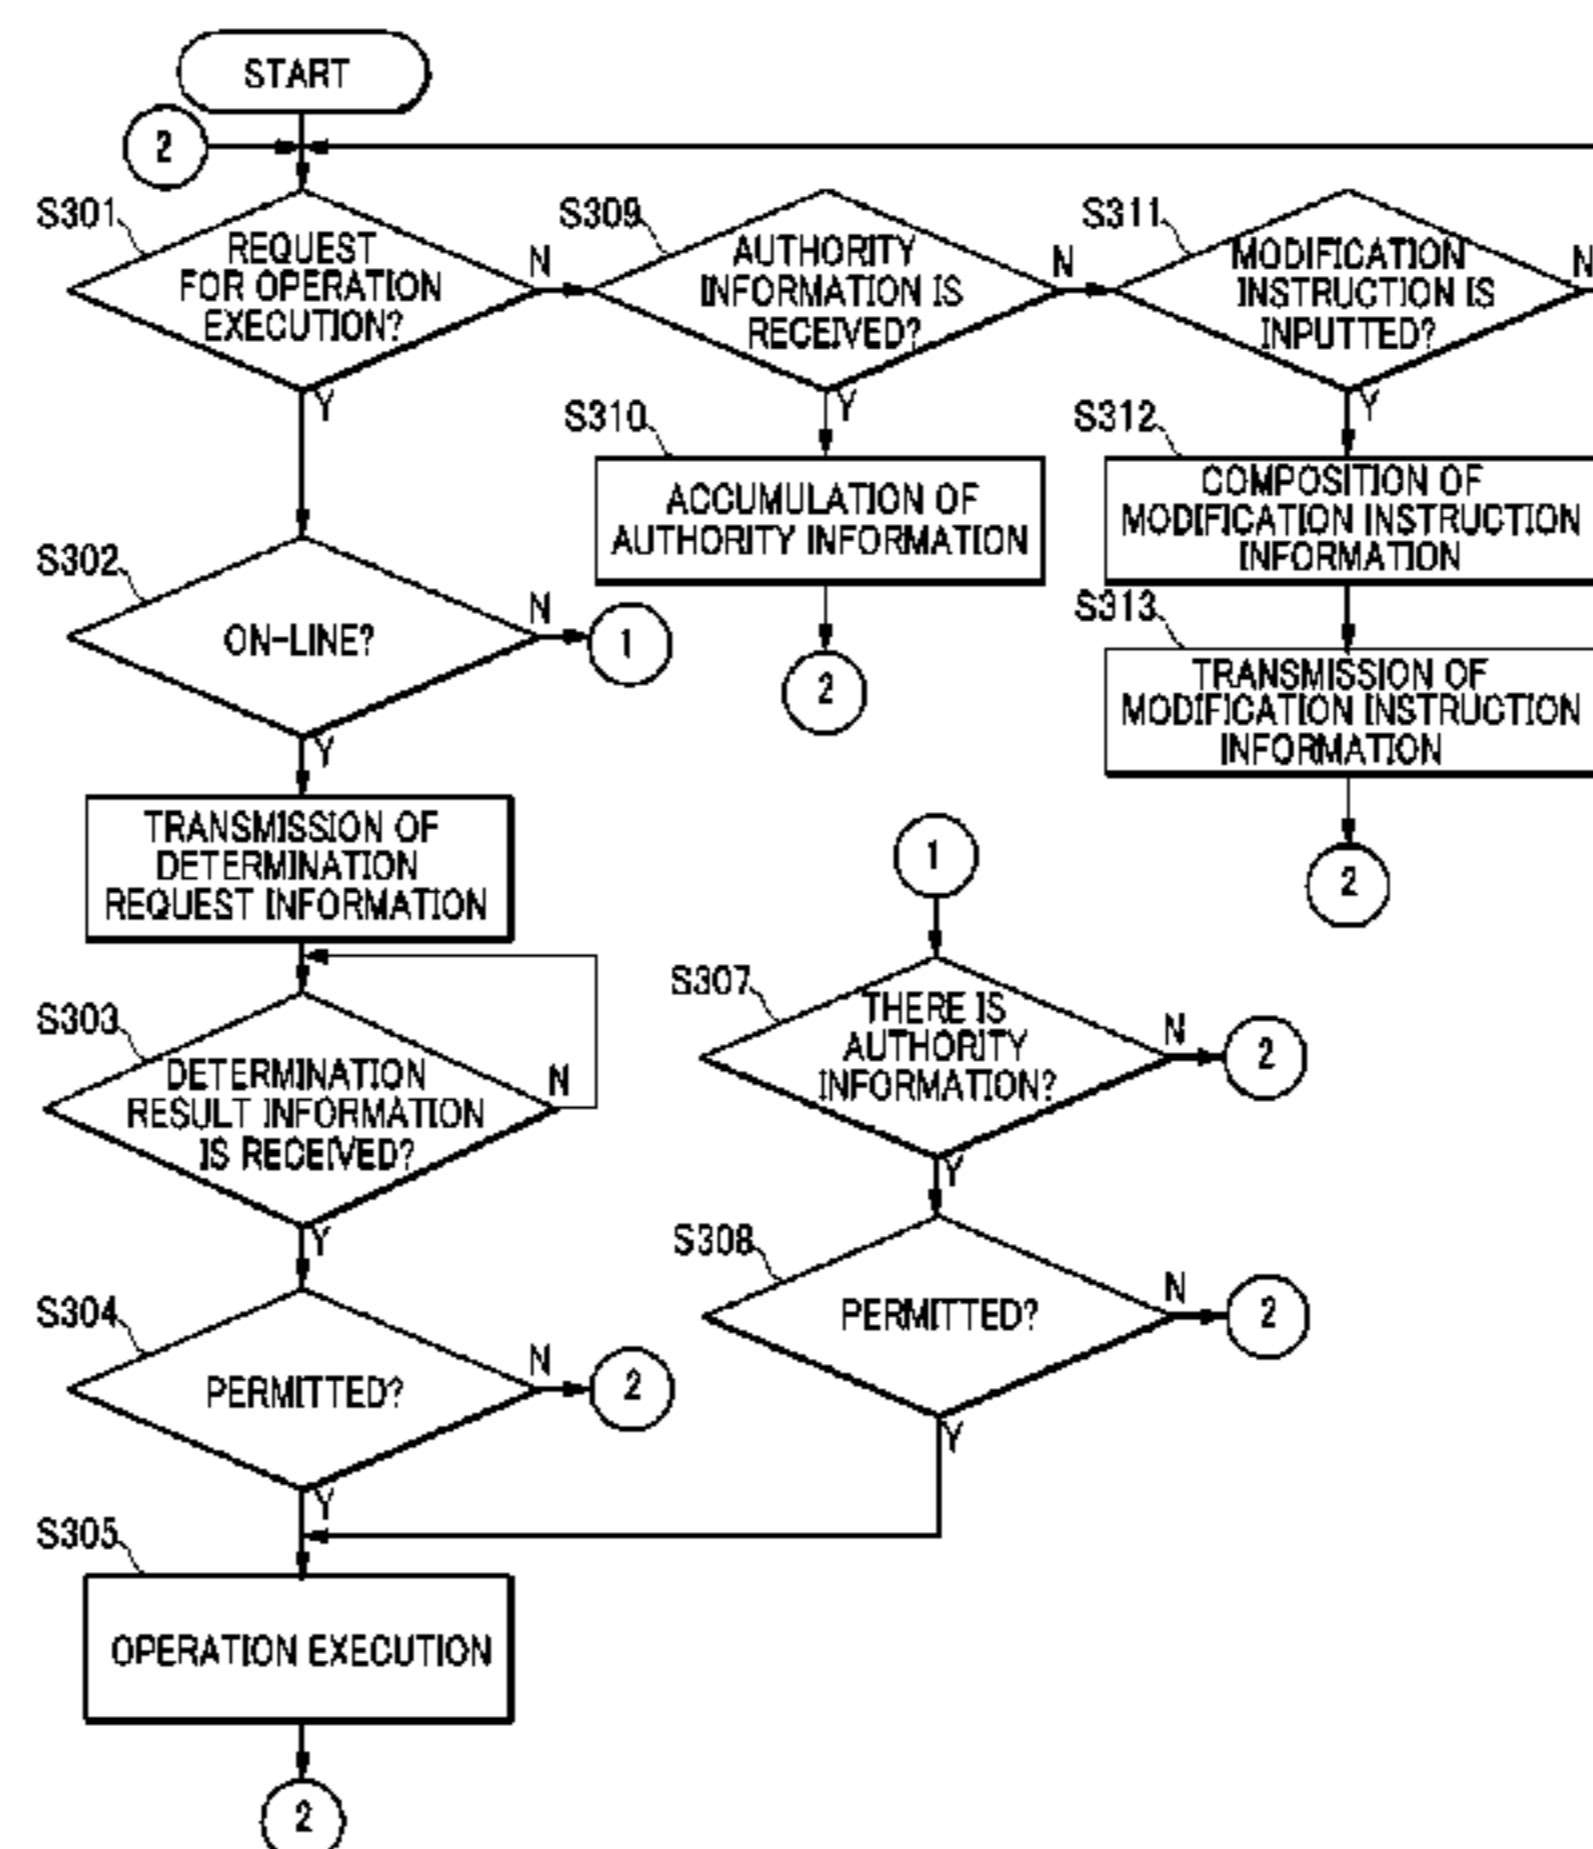 START
2
S301
REQUEST
FOR OPERATION
EXECUTION?
N
Y
S309
AUTHORITY
INFORMATION IS
RECEIVED?
N
Y
S311
MODIFICATION
INSTRUCTION IS
INPUTTED?
N
Y
S310
ACCUMULATION OF
AUTHORITY INFORMATION
2
S312
COMPOSITION OF
MODIFICATION INSTRUCTION
INFORMATION
S313
TRANSMISSION OF
MODIFICATION INSTRUCTION
INFORMATION
2
S302
ON-LINE?
N
1
Y
TRANSMISSION OF
DETERMINATION
REQUEST INFORMATION
S303
DETERMINATION
RESULT INFORMATION
IS RECEIVED?
N
Y
S304
PERMITTED?
N
2
Y
1
S307
THERE IS
AUTHORITY
INFORMATION?
N
2
Y
S308
PERMITTED?
N
2
Y
S305
OPERATION EXECUTION
2